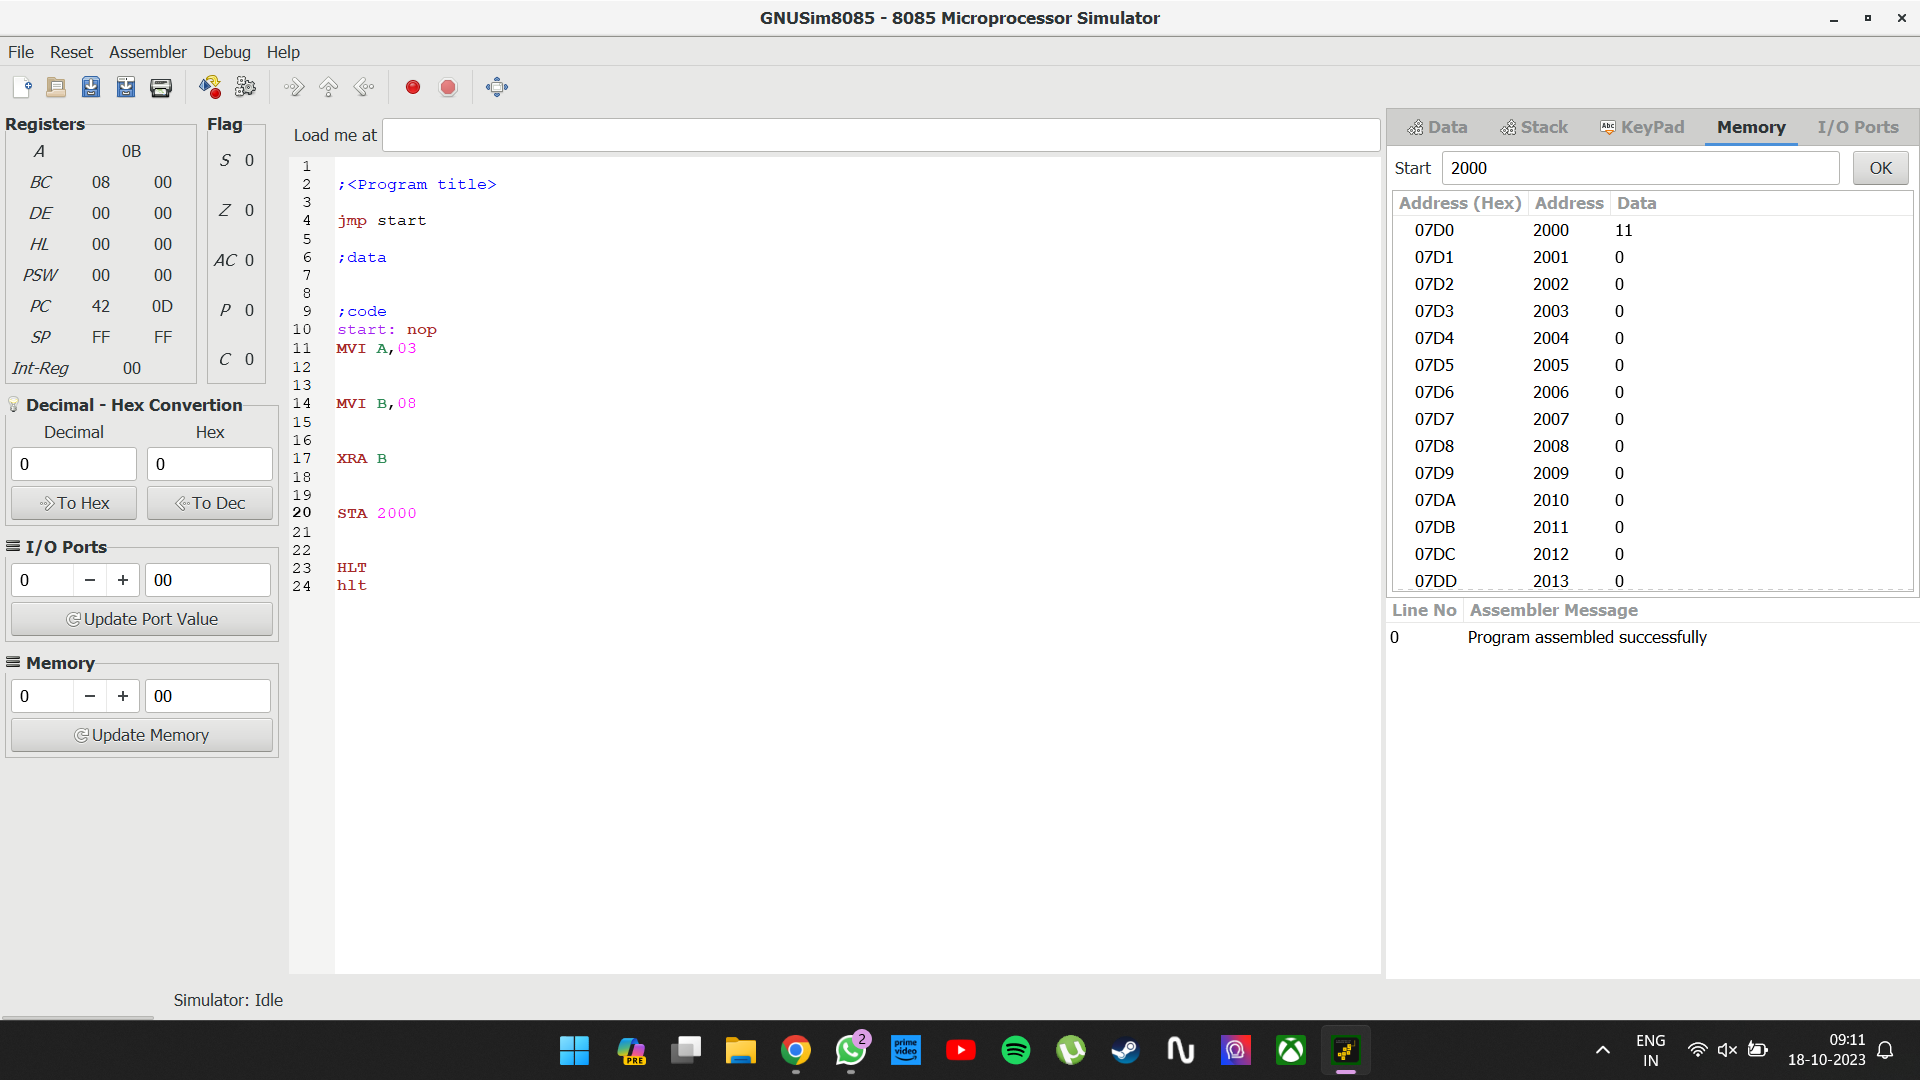 GNUSim8085 - 8085 Microprocessor Simulator
File Reset Assembler Debug Help
Registers
A 0B
BC 08 00
DE 00 00
HL 00 00
PSW 00 00
PC 42 0D
SP FF FF
Int-Reg 00
Flag
S 0
Z 0
AC 0
P 0
C 0
Decimal - Hex Convertion
Decimal Hex
0 0
To Hex To Dec
I/O Ports
0 − + 00
Update Port Value
Memory
0 − + 00
Update Memory
Load me at
1
2 ;<Program title>
3
4 jmp start
5
6 ;data
7
8
9 ;code
10 start: nop
11 MVI A,03
12
13
14 MVI B,08
15
16
17 XRA B
18
19
20 STA 2000
21
22
23 HLT
24 hlt
Data Stack Abc KeyPad Memory I/O Ports
Start 2000 OK
Address (Hex) Address Data
07D0 2000 11
07D1 2001 0
07D2 2002 0
07D3 2003 0
07D4 2004 0
07D5 2005 0
07D6 2006 0
07D7 2007 0
07D8 2008 0
07D9 2009 0
07DA 2010 0
07DB 2011 0
07DC 2012 0
07DD 2013 0
Line No Assembler Message
0 Program assembled successfully
Simulator: Idle
PRE
2
prime video
ENG
IN
09:11
18-10-2023